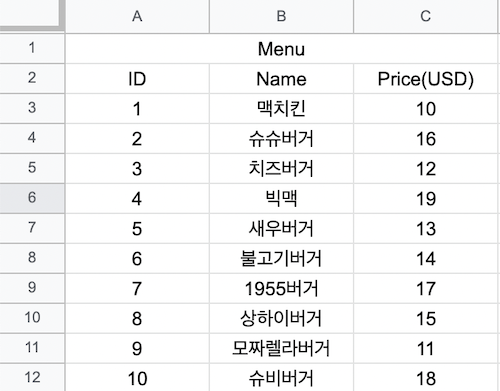 A B C
1 Menu
2 ID Name Price(USD)
3 1 맥치킨 10
4 2 슈슈버거 16
5 3 치즈버거 12
6 4 빅맥 19
7 5 새우버거 13
8 6 불고기버거 14
9 7 1955버거 17
10 8 상하이버거 15
11 9 모짜렐라버거 11
12 10 슈비버거 18